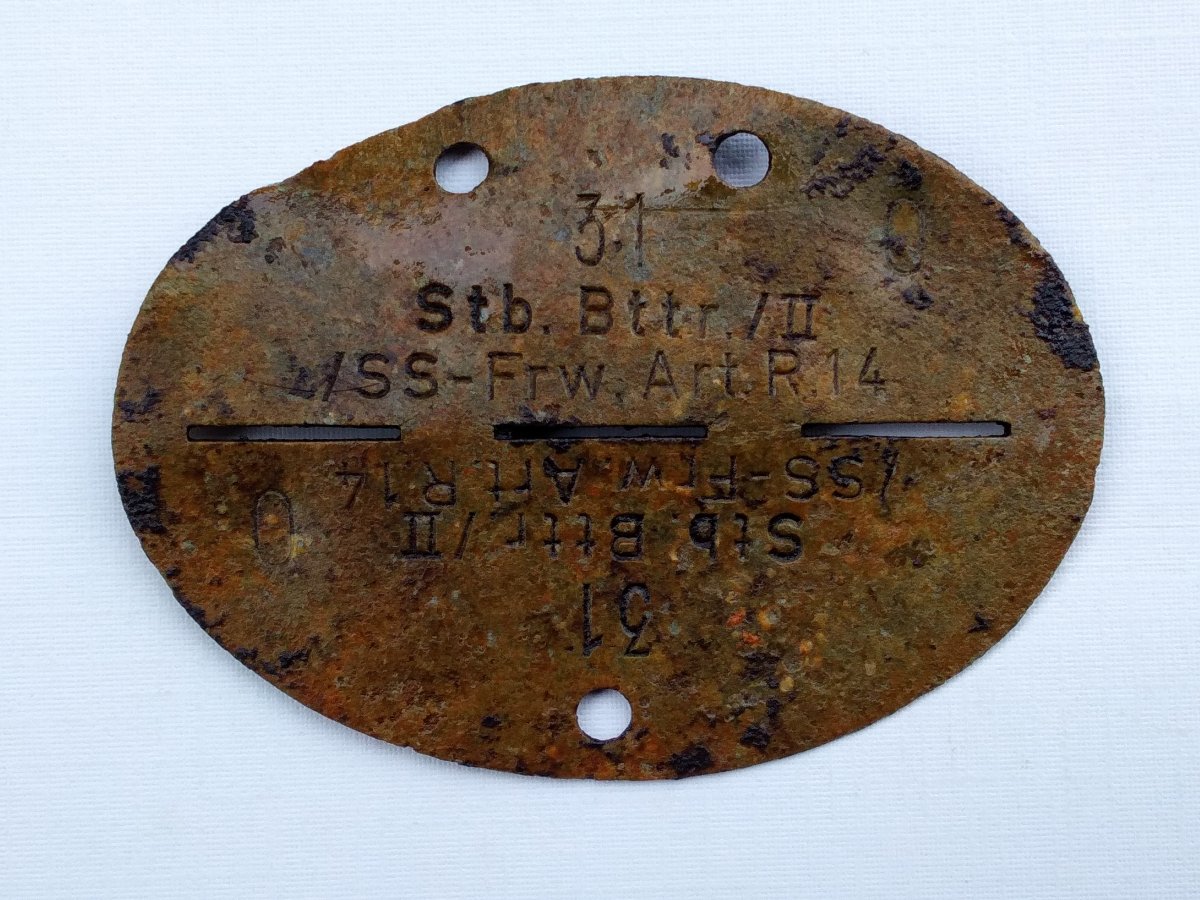 31 0
Stb. Bttr./II
/SS-Frw. Art.R.14
/SS-Frw. Art.R.14
Stb. Bttr./II 0
31